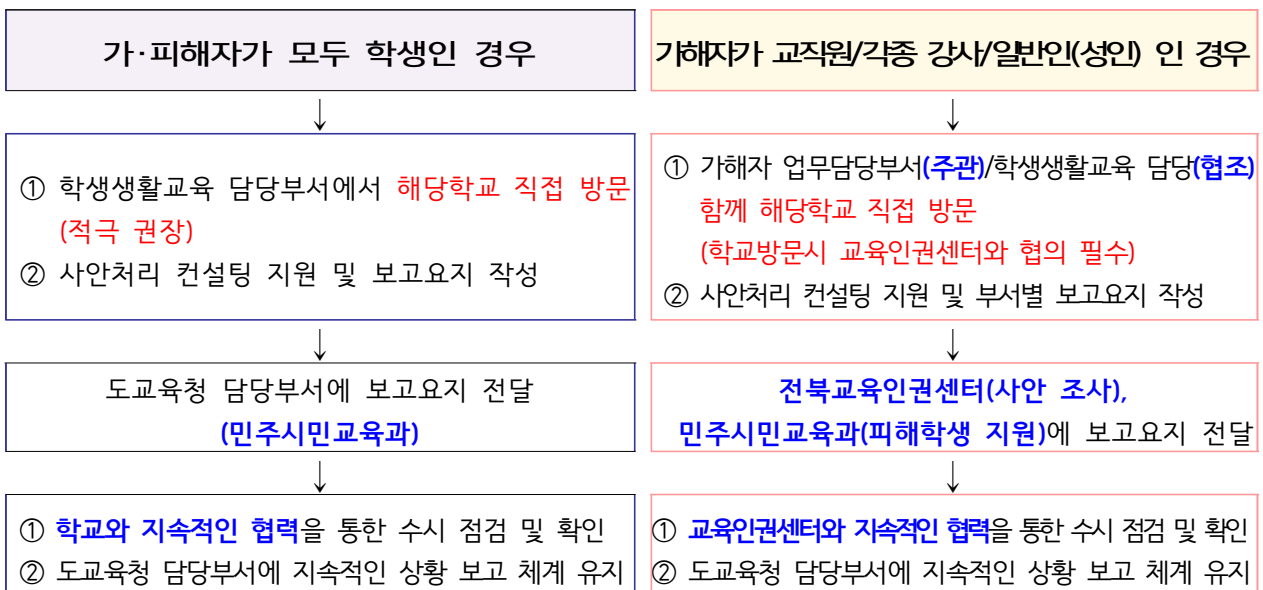 가·피해자가 모두 학생인 경우
↓
① 학생생활교육 담당부서에서 해당학교 직접 방문
(적극 권장)
② 사안처리 컨설팅 지원 및 보고요지 작성
↓
도교육청 담당부서에 보고요지 전달
(민주시민교육과)
↓
① 학교와 지속적인 협력을 통한 수시 점검 및 확인
② 도교육청 담당부서에 지속적인 상황 보고 체계 유지
가해자가 교직원/각종 강사/일반인(성인) 인 경우
↓
① 가해자 업무담당부서(주관)/학생생활교육 담당(협조)
함께 해당학교 직접 방문
(학교방문시 교육인권센터와 협의 필수)
② 사안처리 컨설팅 지원 및 부서별 보고요지 작성
↓
전북교육인권센터(사안 조사),
민주시민교육과(피해학생 지원)에 보고요지 전달
↓
① 교육인권센터와 지속적인 협력을 통한 수시 점검 및 확인
② 도교육청 담당부서에 지속적인 상황 보고 체계 유지